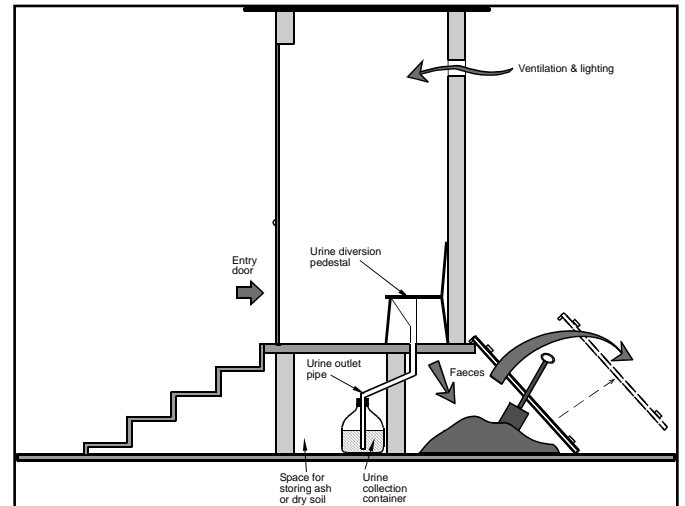 Ventilation & lighting
Urine diversion
pedestal
Entry
door
Urine outlet
pipe
Faeces
Space for
storing ash
or dry soil
Urine
collection
container